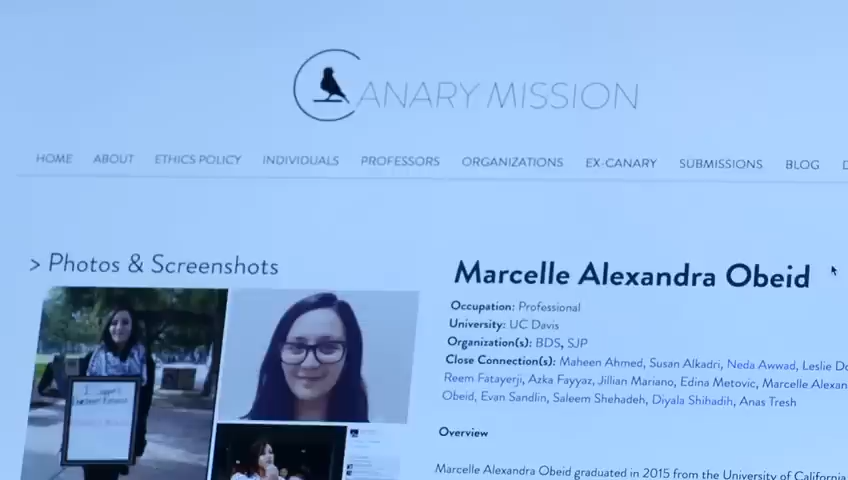 CANARY MISSION
HOME ABOUT ETHICS POLICY INDIVIDUALS PROFESSORS ORGANIZATIONS EX-CANARY SUBMISSIONS BLOG
> Photos & Screenshots
Marcelle Alexandra Obeid
Occupation: Professional
University: UC Davis
Organization(s): BDS, SJP
Close Connection(s): Maheen Ahmed, Susan Alkadri, Neda Awwad, Leslie
Reem Fatayerji, Azka Fayyaz, Jillian Mariano, Edina Metovic, Marcelle
Obeid, Evan Sandlin, Saleem Shehadeh, Diyala Shihadih, Anas Tresh
Overview
Marcelle Alexandra Obeid graduated in 2015 from the University of California
I support